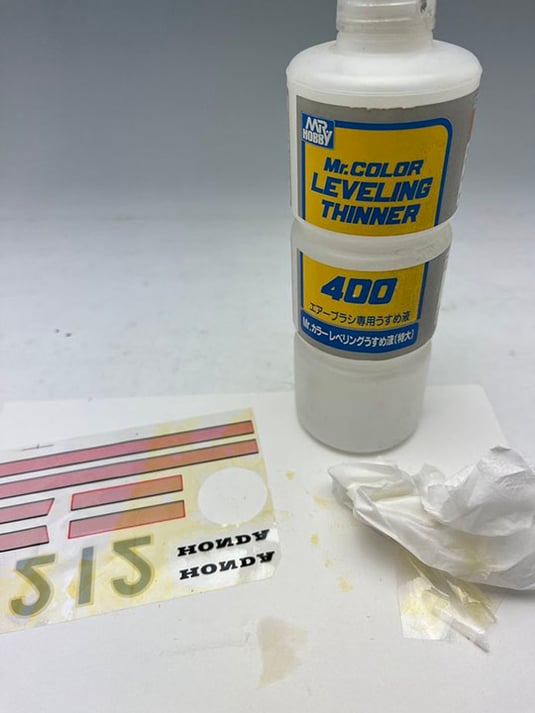 MR.
HOBBY
Mr.COLOR
LEVELING
THINNER
400
エアーブラシ専用うすめ液
Mr.カラーレベリングうすめ液(特大)
HONDA
HONDA
212